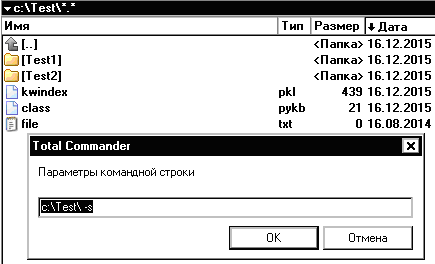 c:\Test\*.*
Имя Тип Размер Дата
[..] <Папка> 16.12.2015
[Test1] <Папка> 16.12.2015
[Test2] <Папка> 16.12.2015
kwindex pkl 439 16.12.2015
class pykb 21 16.12.2015
file txt 0 16.08.2014
Total Commander
Параметры командной строки
c:\Test\ -s
OK Отмена